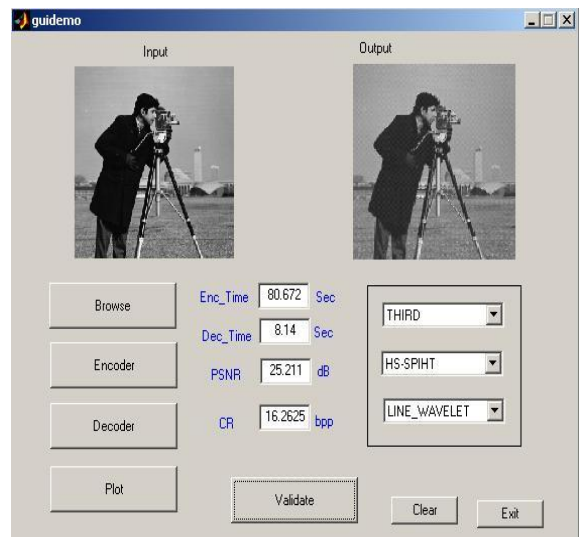 guidemo
Input Output
Browse Enc_Time 80.672 Sec THIRD
Dec_Time 8.14 Sec
Encoder PSNR 25.211 dB HS-SPIHT
Decoder CR 16.2625 bpp LINE_WAVELET
Plot Validate Clear Exit